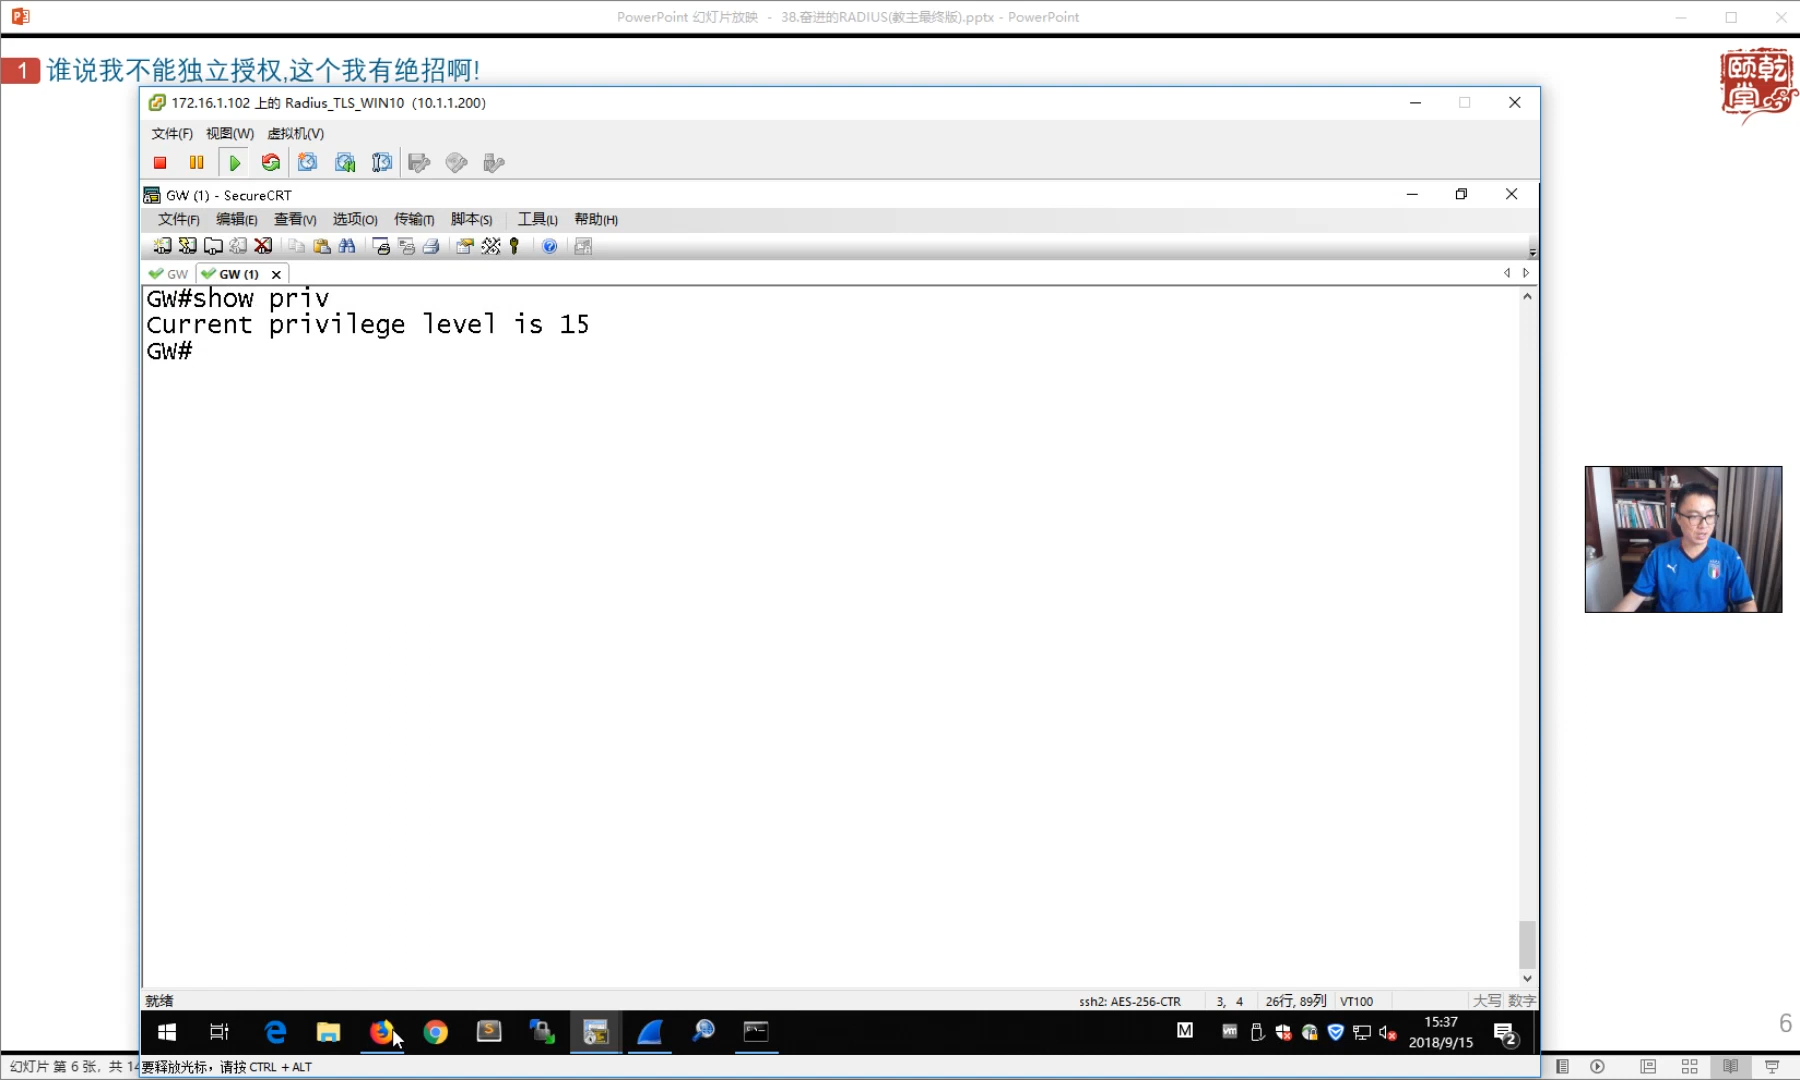 PowerPoint 幻灯片放映 - 38.奋进的RADIUS(教主最终版).pptx - PowerPoint
1 谁说我不能独立授权,这个我有绝招啊!
颐乾堂
172.16.1.102 上的 Radius_TLS_WIN10 (10.1.1.200)
文件(F) 视图(W) 虚拟机(V)
GW (1) - SecureCRT
文件(F) 编辑(E) 查看(V) 选项(O) 传输(T) 脚本(S) 工具(L) 帮助(H)
GW GW (1)
GW#show priv
Current privilege level is 15
GW#
就绪 ssh2: AES-256-CTR 3, 4 26行, 89列 VT100 大写 数字
15:37
2018/9/15
2
6
幻灯片 第 6 张，共 14
要释放光标，请按 CTRL + ALT